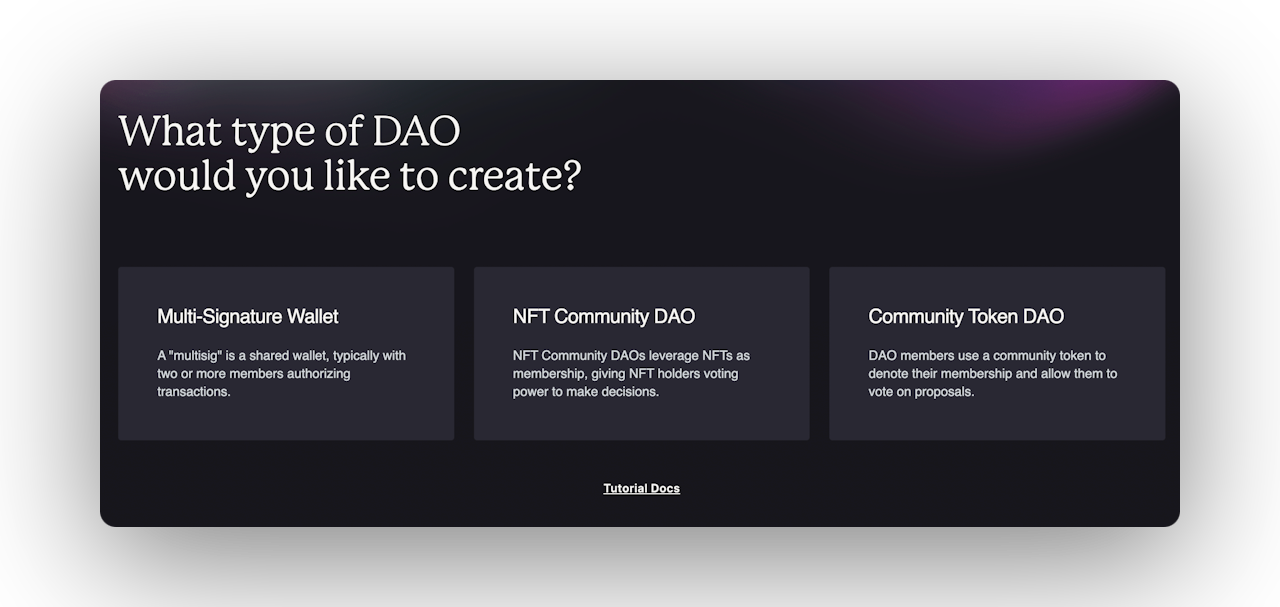 What type of DAO
would you like to create?
Multi-Signature Wallet
A "multisig" is a shared wallet, typically with
two or more members authorizing
transactions.
NFT Community DAO
NFT Community DAOs leverage NFTs as
membership, giving NFT holders voting
power to make decisions.
Community Token DAO
DAO members use a community token to
denote their membership and allow them to
vote on proposals.
Tutorial Docs